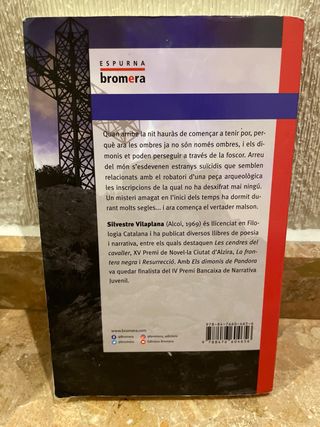 ESPURNA
bromera
Quan arribe la nit hauràs de començar a tenir por, per-
què ara les ombres ja no són només ombres, i els di-
monis et poden perseguir a través de la foscor. Arreu
del món s'esdevenen estranys suïcidis que semblen
relacionats amb el robatori d'una peça arqueològica
les inscripcions de la qual no ha desxifrat mai ningú.
Un misteri amagat en l'inici dels temps ha dormit du-
rant molts segles... i ara comença el vertader malson.
Silvestre Vilaplana (Alcoi, 1969) és llicenciat en Filo-
logia Catalana i ha publicat diversos llibres de poesia
i narrativa, entre els quals destaquen Les cendres del
cavaller, XV Premi de Novel·la Ciutat d'Alzira, La fron-
tera negra i Resurrecció. Amb Els dimonis de Pandora
va quedar finalista del IV Premi Bancaixa de Narrativa
Juvenil.
www.bromera.com